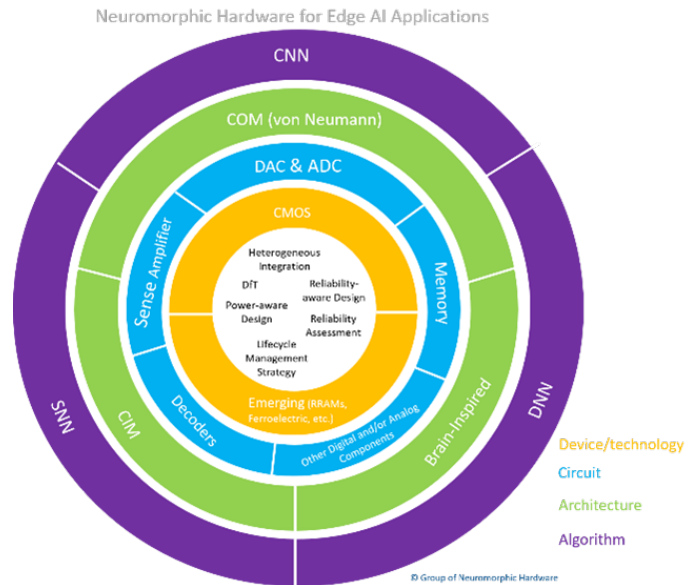 Neuromorphic Hardware for Edge AI Applications
CNN
COM (von Neumann)
DAC & ADC
CMOS
Heterogeneous
Integration
DfT
Reliability-
aware Design
Power-aware
Design
Reliability
Assessment
Lifecycle
Management
Strategy
Sense Amplifier
Memory
Emerging (RRAMs,
Ferroelectric, etc.)
Decoders
Other Digital and/or Analog
Components
CIM
Brain-Inspired
SNN
DNN
Device/technology
Circuit
Architecture
Algorithm
© Group of Neuromorphic Hardware